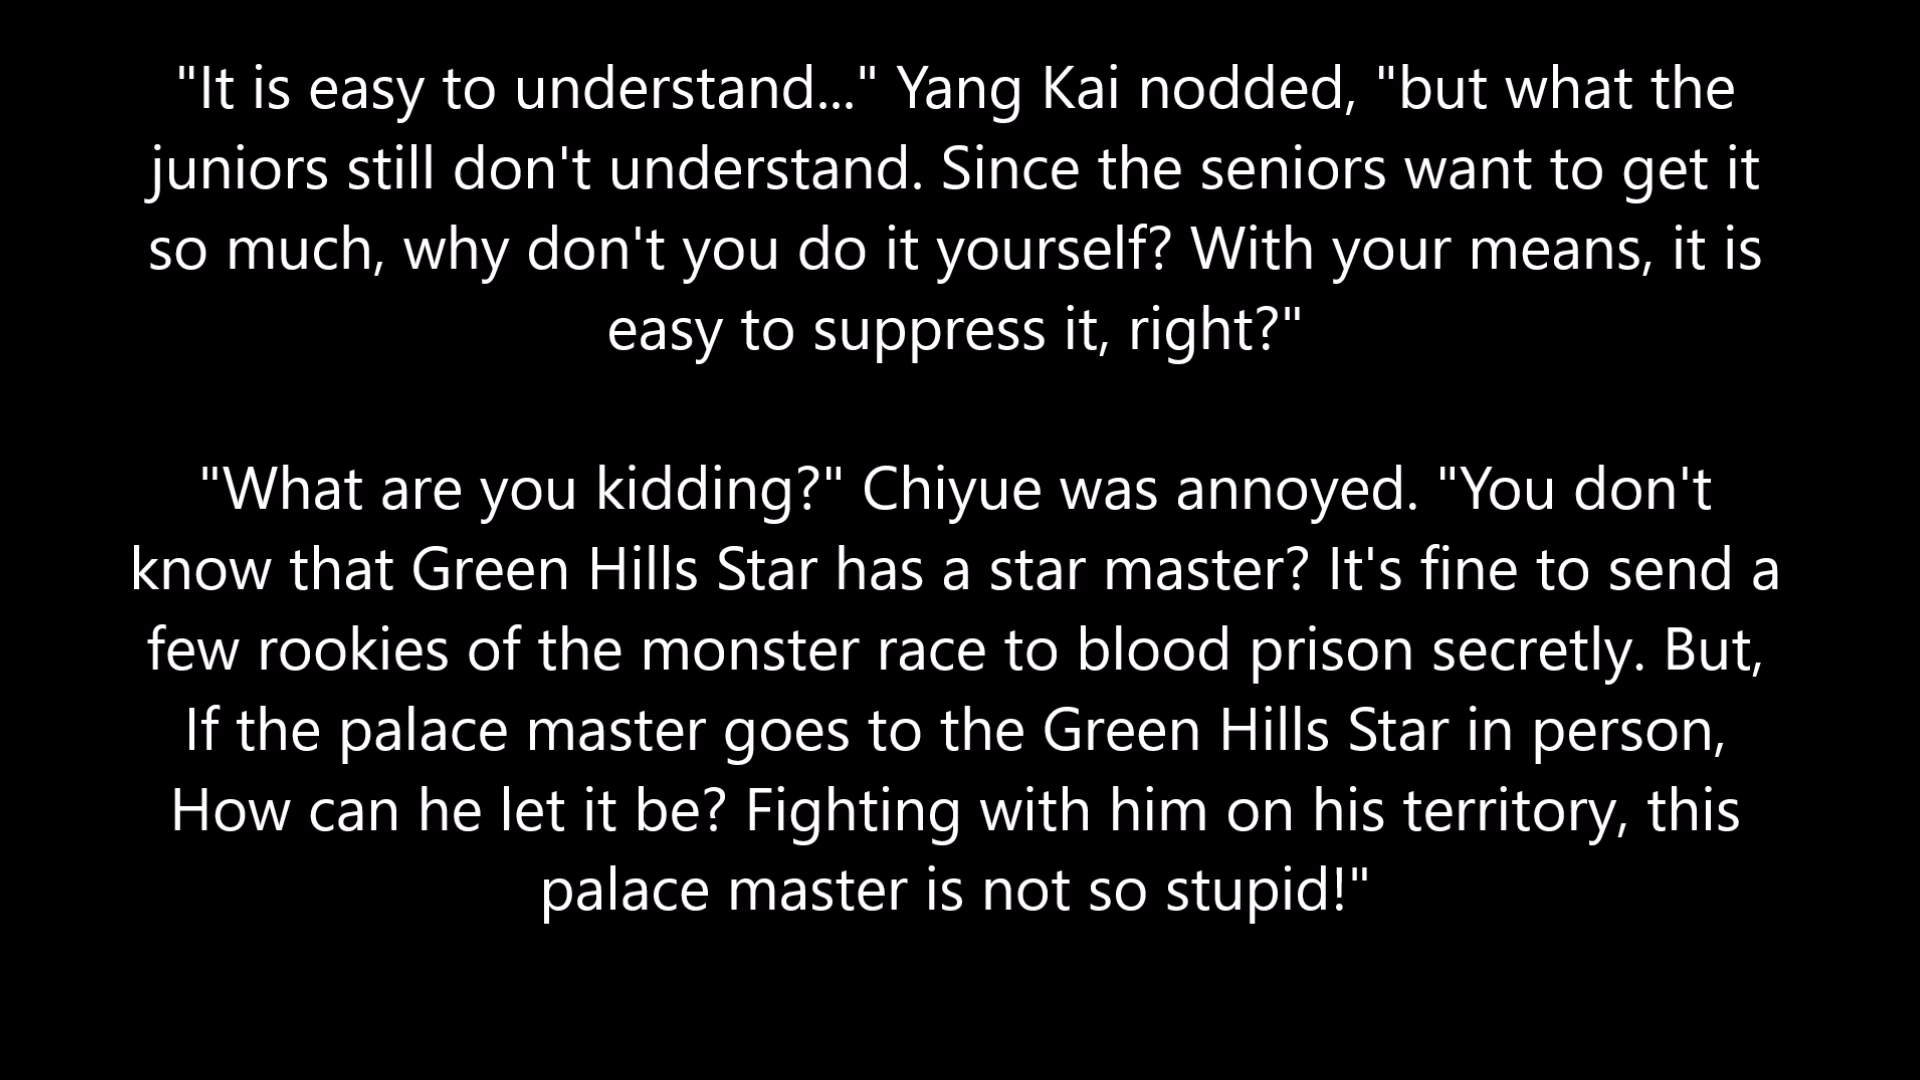 "It is easy to understand..." Yang Kai nodded, "but what the
juniors still don't understand. Since the seniors want to get it
so much, why don't you do it yourself? With your means, it is
easy to suppress it, right?"
"What are you kidding?" Chiyue was annoyed. "You don't
know that Green Hills Star has a star master? It's fine to send a
few rookies of the monster race to blood prison secretly. But,
If the palace master goes to the Green Hills Star in person,
How can he let it be? Fighting with him on his territory, this
palace master is not so stupid!"